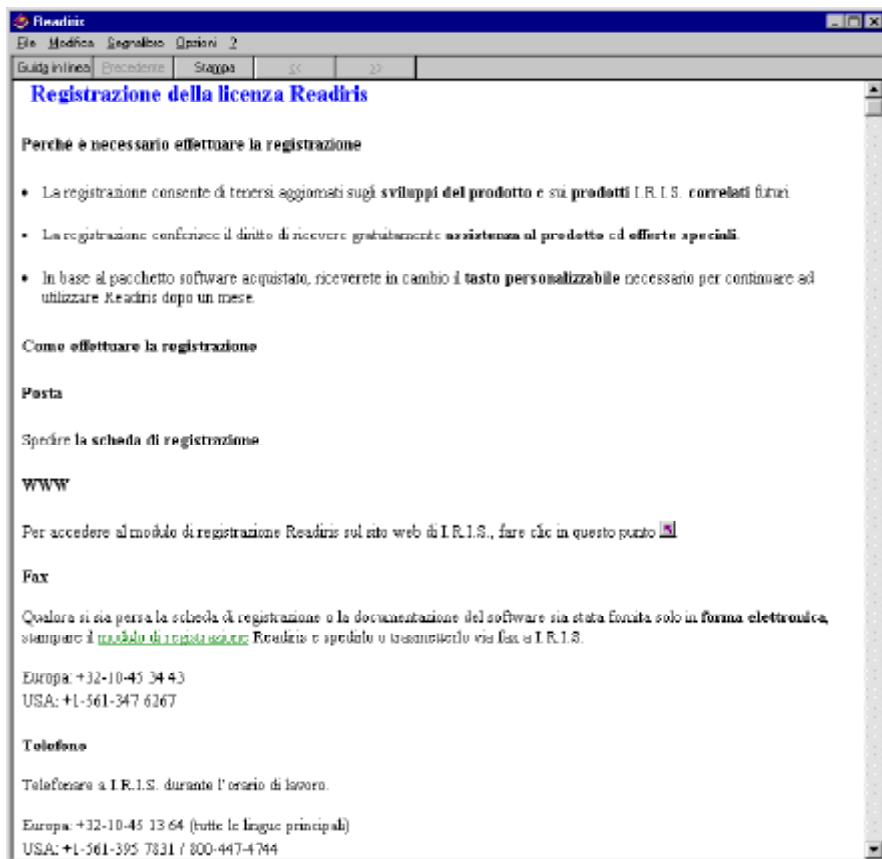 Readiris
File Modifica Segnalibro Opzioni ?
Guida in linea Precedente Stampa << >>
Registrazione della licenza Readiris
Perché è necessario effettuare la registrazione
• La registrazione consente di tenersi aggiornati sugli sviluppi del prodotto e sui prodotti I.R.I.S. correlati futuri
• La registrazione conferisce il diritto di ricevere gratuitamente assistenza al prodotto ed offerte speciali.
• In base al pacchetto software acquistato, riceverete in cambio il tasto personalizzabile necessario per continuare ad
utilizzare Readiris dopo un mese.
Come effettuare la registrazione
Posta
Spedire la scheda di registrazione
WWW
Per accedere al modulo di registrazione Readiris sul sito web di I.R.I.S., fare clic in questo punto
Fax
Qualora si sia persa la scheda di registrazione o la documentazione del software sia stata fornita solo in forma elettronica,
stampare il modulo di registrazione Readiris e spedirlo o trasmetterlo via fax a I.R.I.S.
Europa: +32-10-45 34 43
USA: +1-561-347 6267
Telefono
Telefonare a I.R.I.S. durante l'orario di lavoro.
Europa: +32-10-45 13 64 (tutte le lingue principali)
USA: +1-561-395 7831 / 800-447-4744